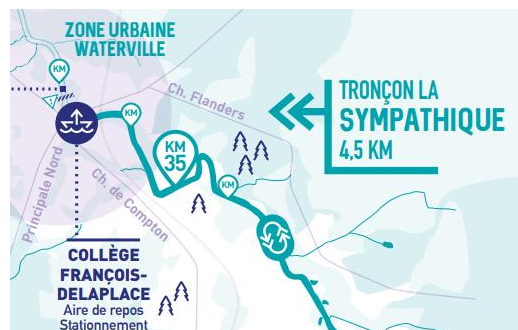 ZONE URBAINE
WATERVILLE
KM
KM
Ch. Flanders
TRONÇON LA
SYMPATHIQUE
4,5 KM
KM
35
KM
Principale Nord
Ch. de Compton
COLLÈGE
FRANÇOIS-
DELAPLACE
Aire de repos
Stationnement